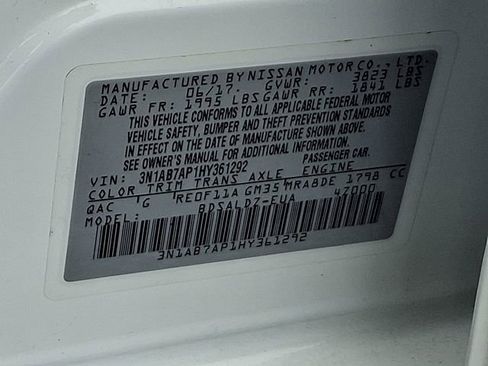 MANUFACTURED BY NISSAN MOTOR CO., LTD.
DATE: 06/17. GVWR: 3823 LBS
GAWR FR: 1995 LBS GAWR RR: 1841 LBS
THIS VEHICLE CONFORMS TO ALL APPLICABLE FEDERAL MOTOR
VEHICLE SAFETY, BUMPER AND THEFT PREVENTION STANDARDS
IN EFFECT ON THE DATE OF MANUFACTURE SHOWN ABOVE.
SEE OWNER'S MANUAL FOR ADDITIONAL INFORMATION.
VIN: 3N1AB7AP1HY361292 PASSENGER CAR.
COLOR TRIM TRANS AXLE ENGINE
QAC G RE0F11A GM35 MRA8DE 1798 CC
MODEL: BDSALD7-EUA 47000
3N1AB7AP1HY361292